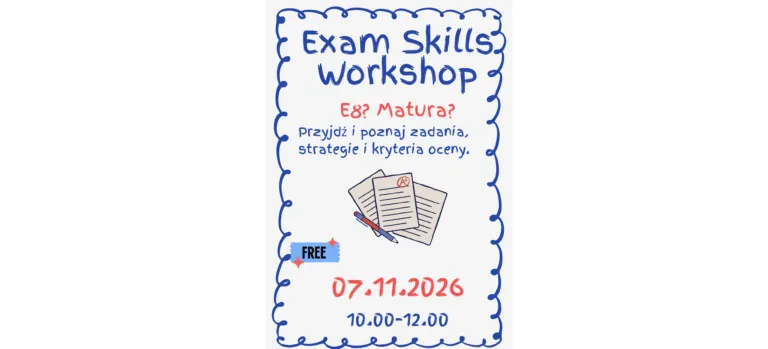 Exam Skills
Workshop
E8? Matura?
Przyjdź i poznaj zadania,
strategie i kryteria oceny.
A+
FREE
07.11.2026
10.00-12.00